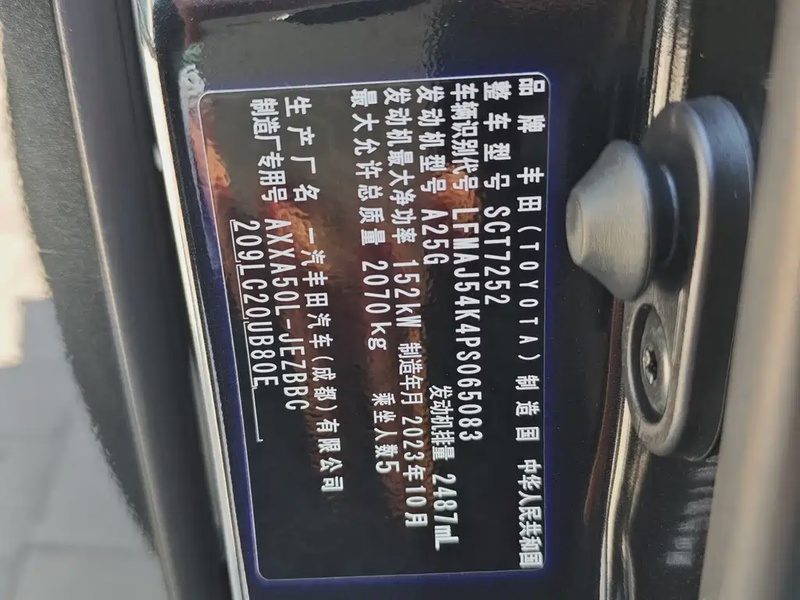 品牌 丰田(TOYOTA) 制造国 中华人民共和国
整车型号 SCT7252
车辆识别代号 LFMAJ54K4PS065083
发动机型号 A25G 发动机排量 2487mL
发动机最大净功率 152kW 制造年月 2023年10月
最大允许总质量 2070kg 乘坐人数5
生产厂名 一汽丰田汽车(成都)有限公司
制造厂专用号 AXXA50L-JEZBBC
209LC20UB80E